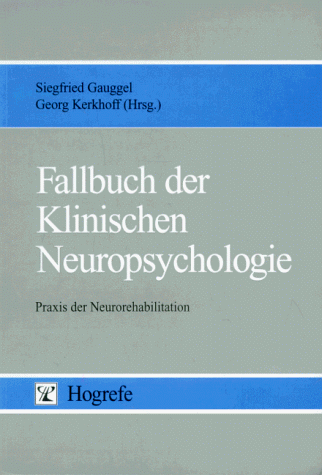 Siegfried Gauggel
Georg Kerkhoff (Hrsg.)
Fallbuch der
Klinischen
Neuropsychologie
Praxis der Neurorehabilitation
Hogrefe